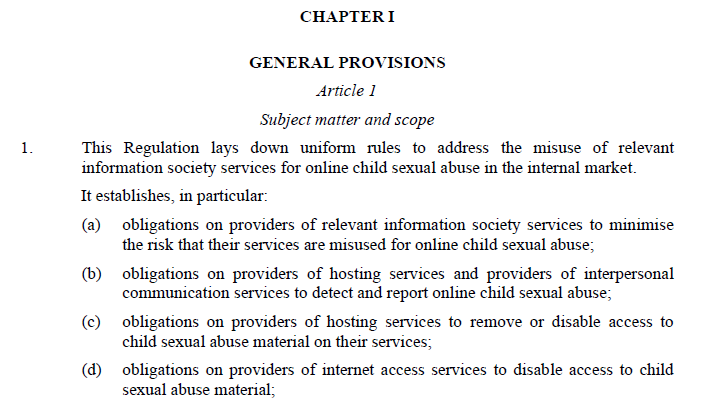 CHAPTER I
GENERAL PROVISIONS
Article 1
Subject matter and scope
1. This Regulation lays down uniform rules to address the misuse of relevant
information society services for online child sexual abuse in the internal market.
It establishes, in particular:
(a) obligations on providers of relevant information society services to minimise
the risk that their services are misused for online child sexual abuse;
(b) obligations on providers of hosting services and providers of interpersonal
communication services to detect and report online child sexual abuse;
(c) obligations on providers of hosting services to remove or disable access to
child sexual abuse material on their services;
(d) obligations on providers of internet access services to disable access to child
sexual abuse material;